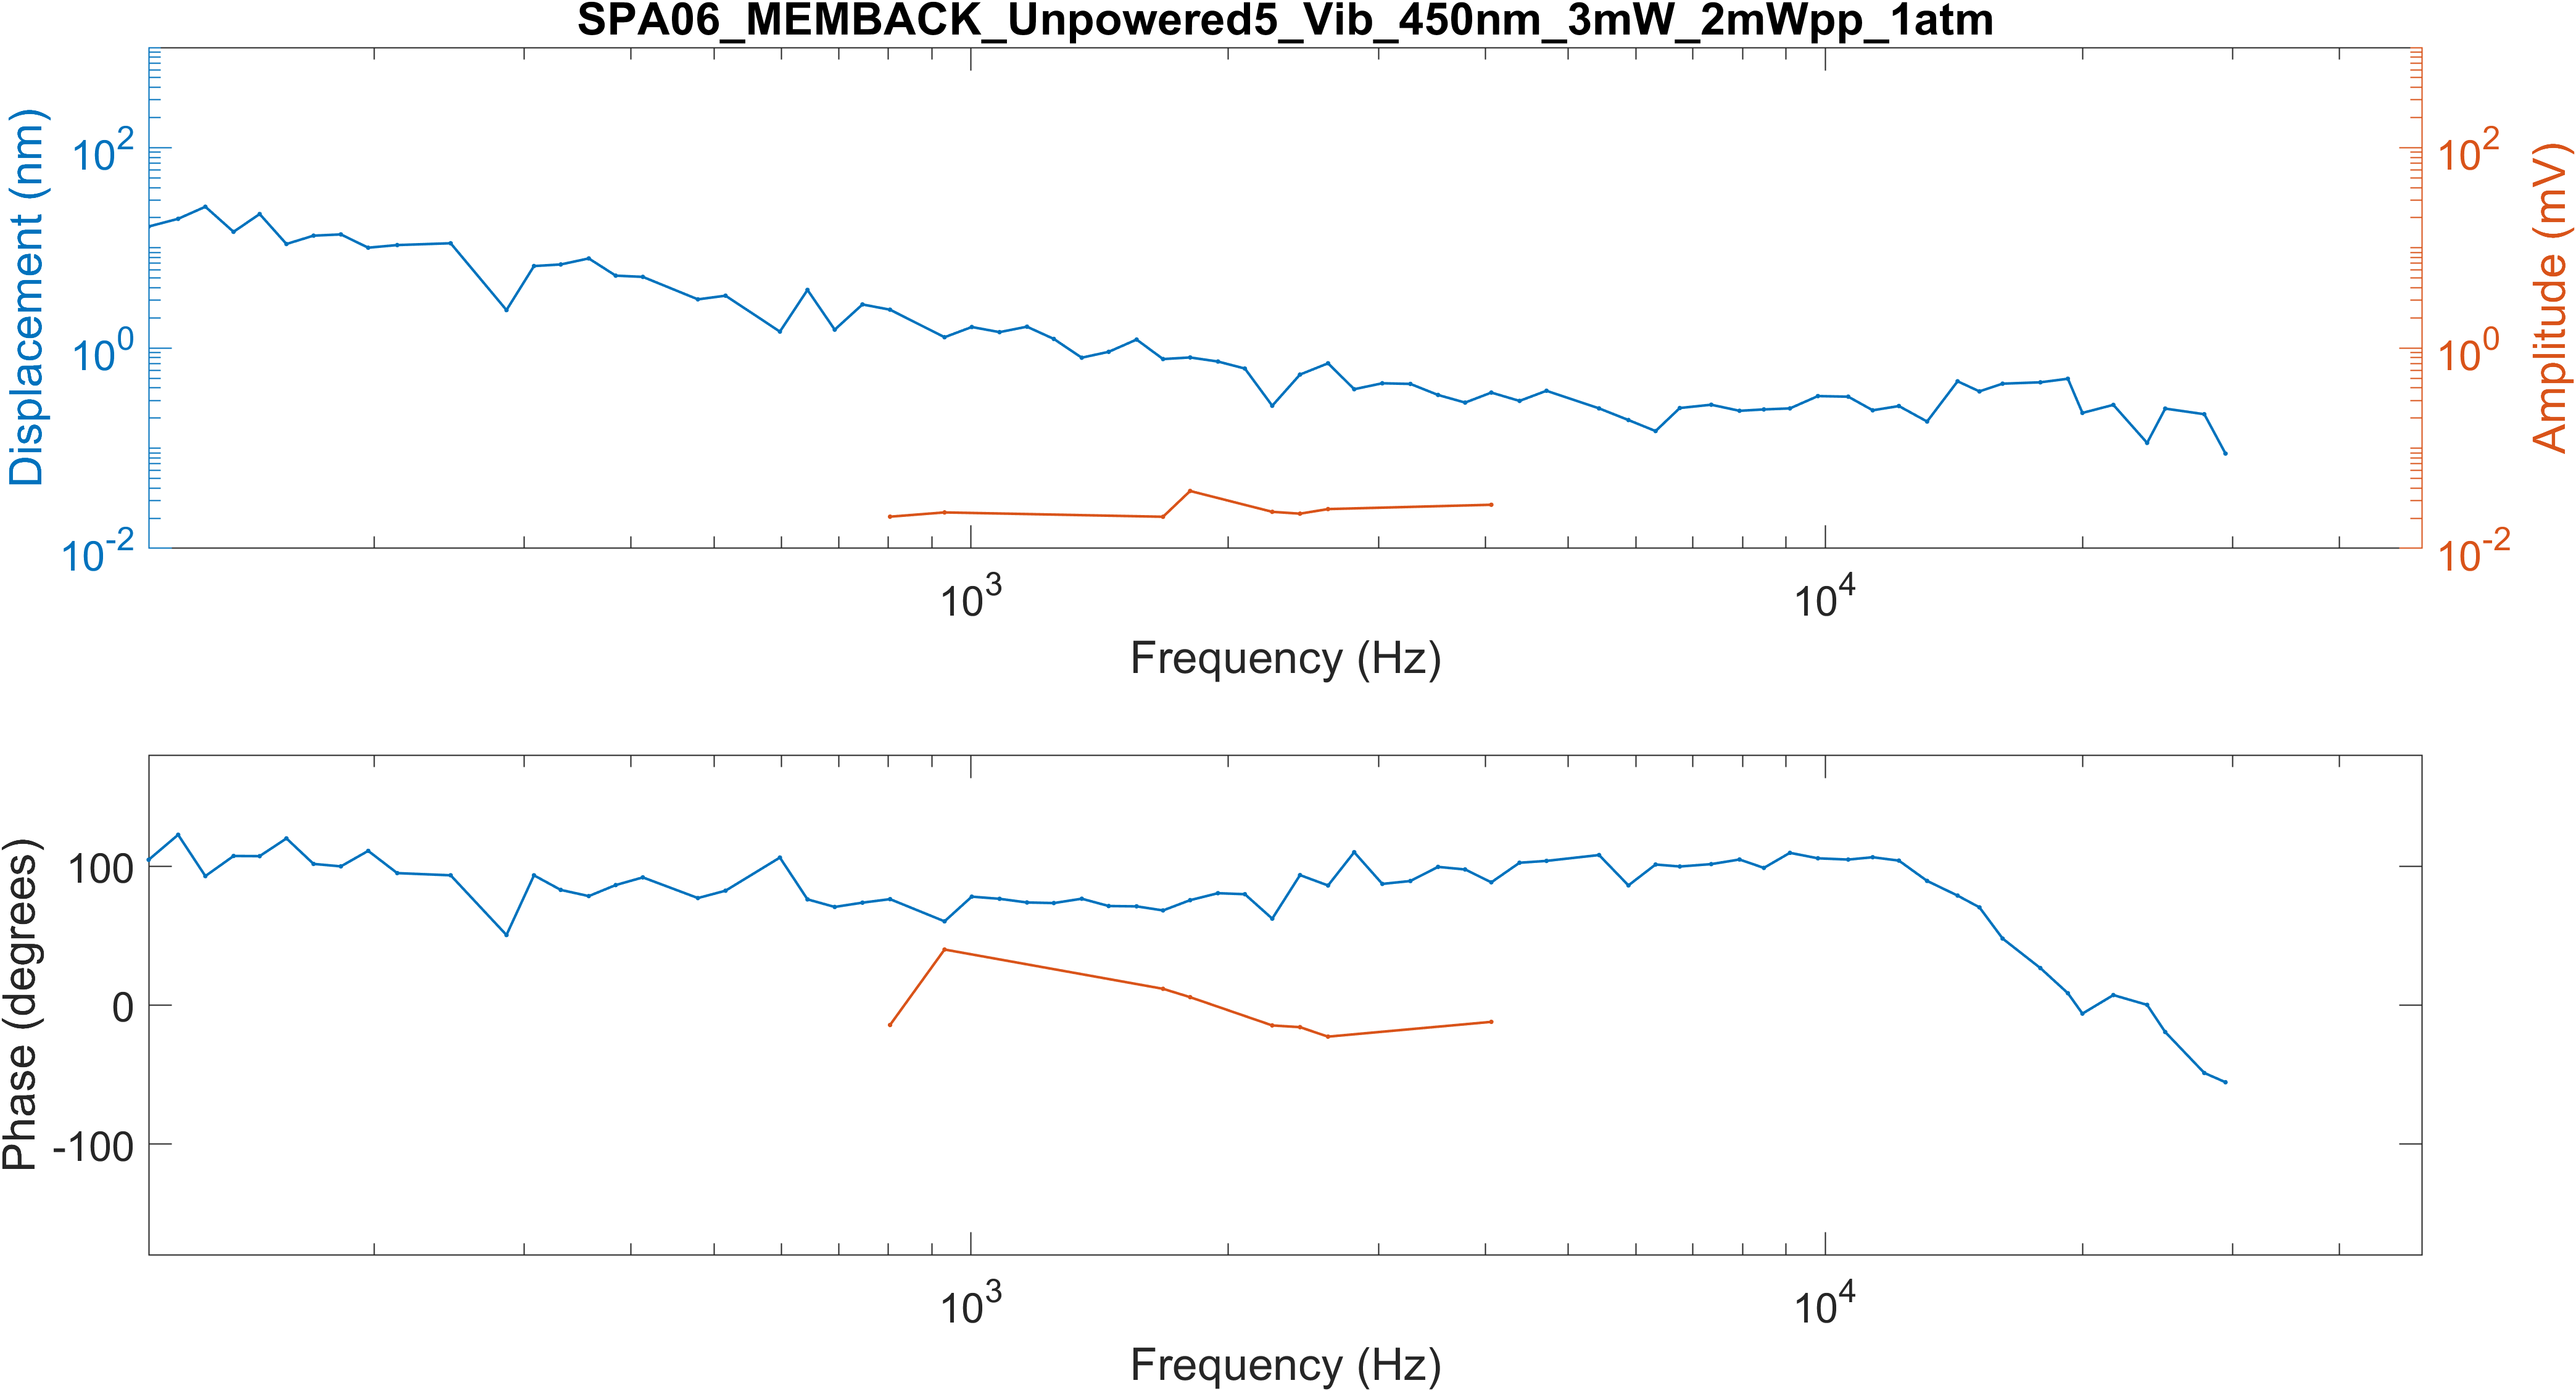 SPA06_MEMBACK_Unpowered5_Vib_450nm_3mW_2mWpp_1atm
Displacement (nm)
10^2
10^0
10^-2
Amplitude (mV)
10^2
10^0
10^-2
10^3
10^4
Frequency (Hz)
Phase (degrees)
100
0
-100
10^3
10^4
Frequency (Hz)